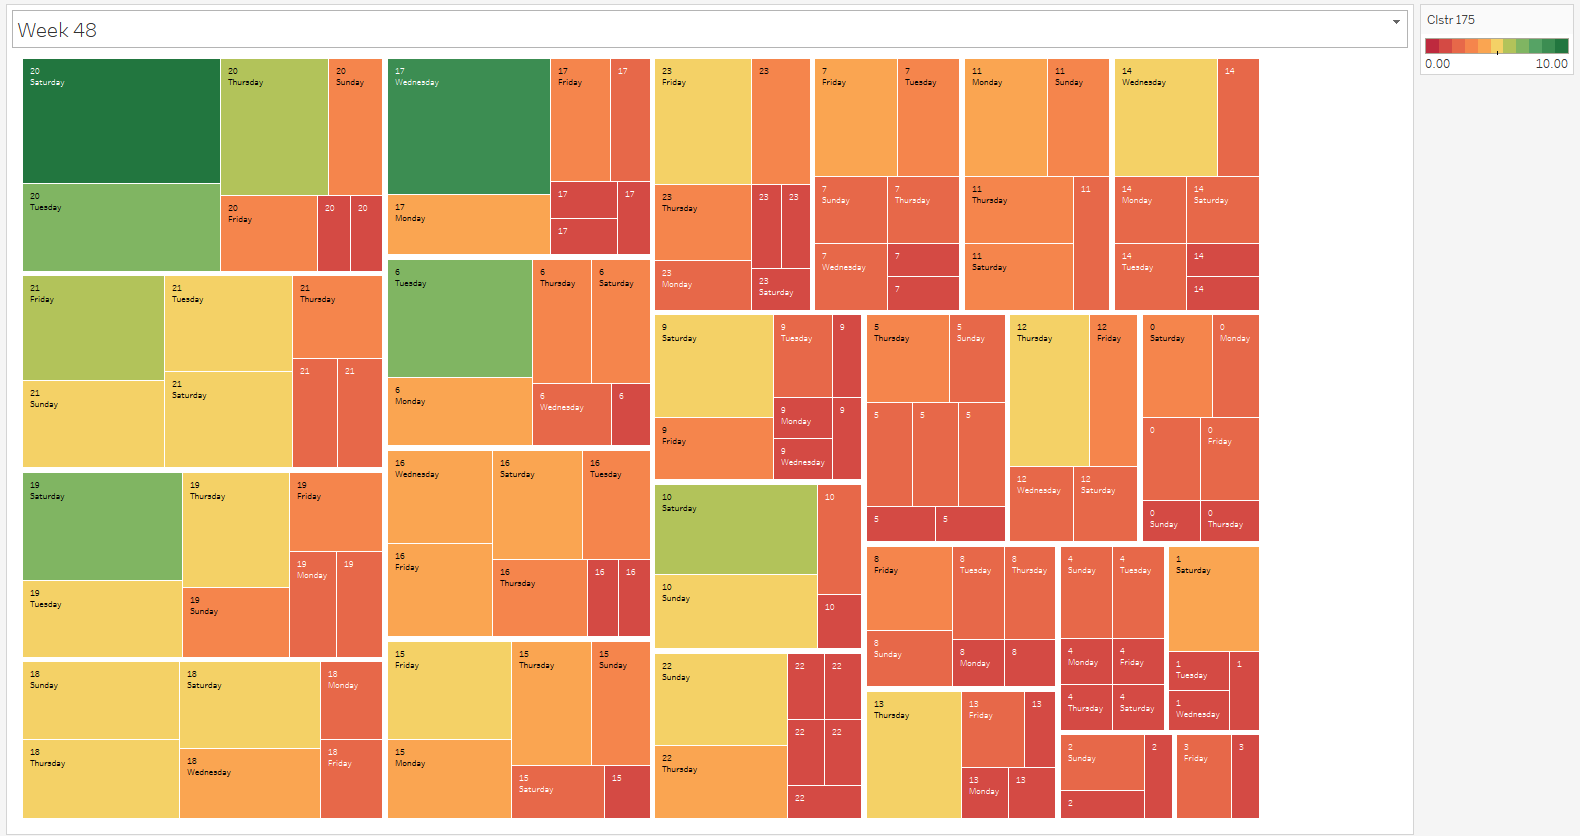 Week 48
Clstr 175
0.00
10.00
20
Saturday
20
Thursday
20
Sunday
20
Tuesday
20
Friday
20
20
21
Friday
21
Tuesday
21
Thursday
21
Sunday
21
Saturday
21
21
19
Saturday
19
Thursday
19
Friday
19
Tuesday
19
Sunday
19
Monday
19
18
Sunday
18
Saturday
18
Monday
18
Thursday
18
Wednesday
18
Friday
17
Wednesday
17
Friday
17
17
Monday
17
17
17
6
Tuesday
6
Thursday
6
Saturday
6
Monday
6
Wednesday
6
16
Wednesday
16
Saturday
16
Tuesday
16
Friday
16
Thursday
16
16
15
Friday
15
Thursday
15
Sunday
15
Monday
15
Saturday
15
23
Friday
23
23
Thursday
23
23
23
Monday
23
Saturday
7
Friday
7
Tuesday
7
Sunday
7
Thursday
7
Wednesday
7
7
11
Monday
11
Sunday
11
Thursday
11
11
Saturday
14
Wednesday
14
14
Monday
14
Saturday
14
Tuesday
14
14
9
Saturday
9
Tuesday
9
9
Friday
9
Monday
9
9
Wednesday
10
Saturday
10
10
Sunday
10
22
Sunday
22
22
22
Thursday
22
22
22
5
Thursday
5
Sunday
5
5
5
5
5
12
Thursday
12
Friday
12
Wednesday
12
Saturday
0
Saturday
0
Monday
0
0
Friday
0
Sunday
0
Thursday
8
Friday
8
Tuesday
8
Thursday
8
Sunday
8
Monday
8
4
Sunday
4
Tuesday
4
Monday
4
Friday
4
Thursday
4
Saturday
1
Saturday
1
Tuesday
1
1
Wednesday
13
Thursday
13
Friday
13
13
Monday
13
2
Sunday
2
2
3
Friday
3